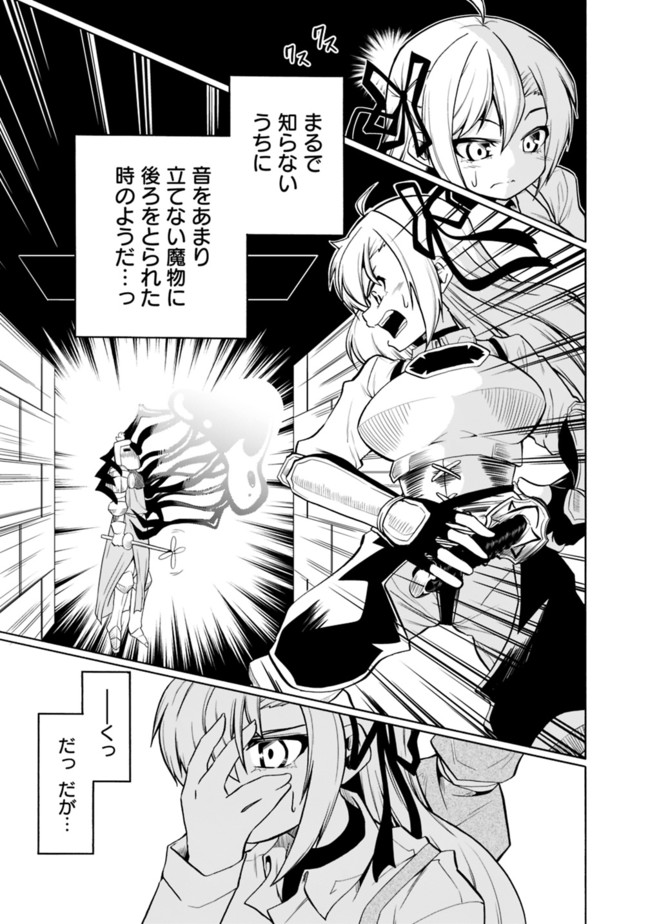 クス
クス
まるで
知らない
うちに
音をあまり
立てない魔物に
後ろをとられた
時のようだ…っ
――くっ
だっ だが…